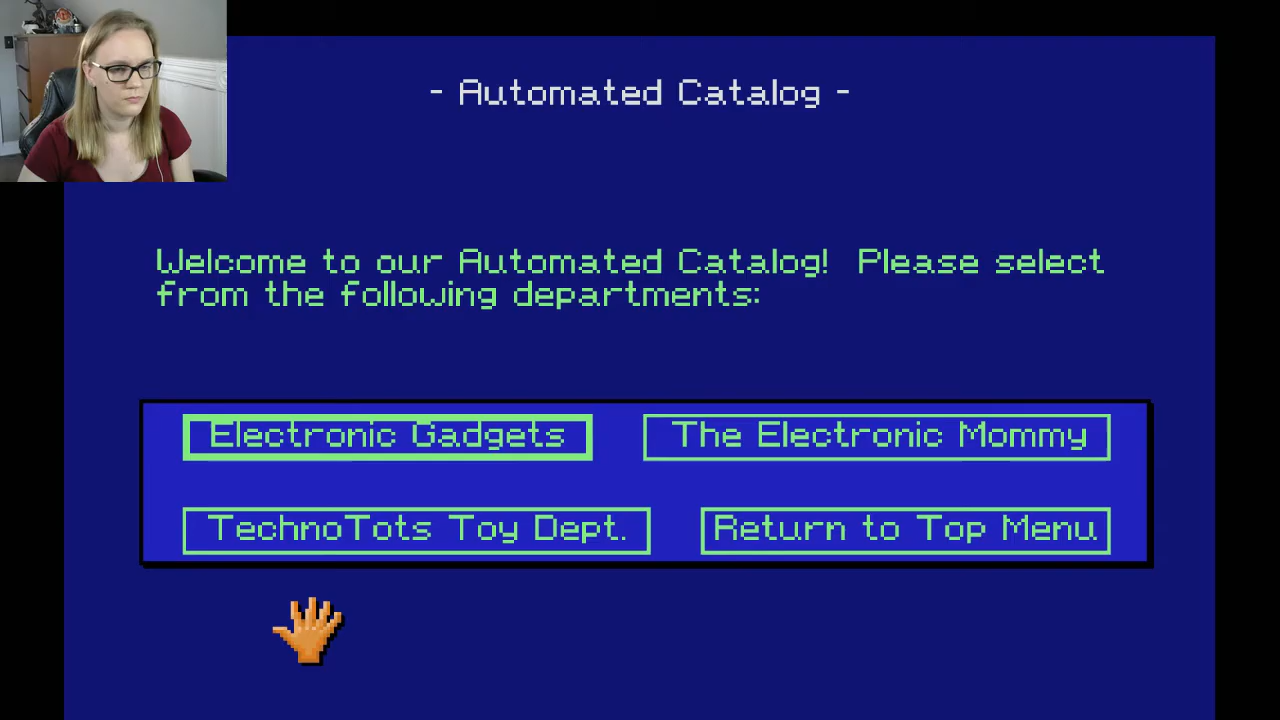 - Automated Catalog -
Welcome to our Automated Catalog! Please select
from the following departments:
Electronic Gadgets
The Electronic Mommy
TechnoTots Toy Dept.
Return to Top Menu